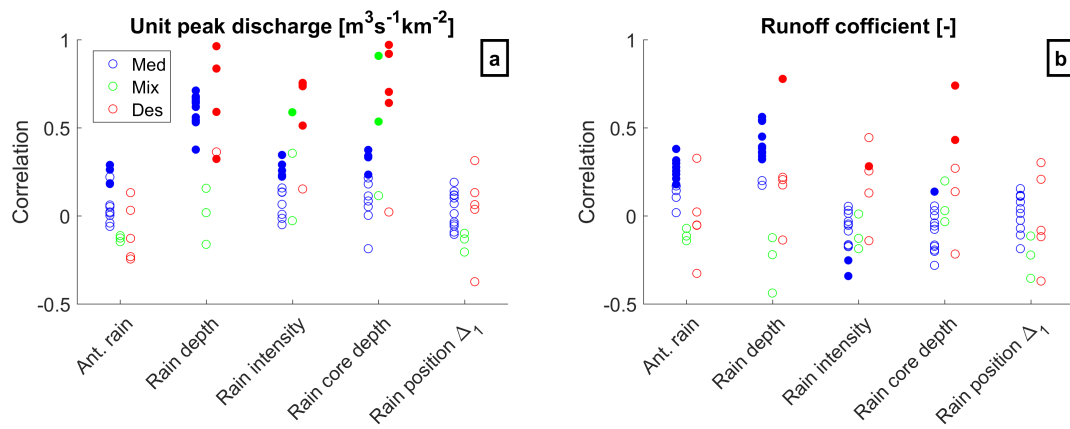 Unit peak discharge [m³s⁻¹km⁻²]
a
Med
Mix
Des
1
0.5
0
-0.5
Correlation
Ant. rain
Rain depth
Rain intensity
Rain core depth
Rain position Δ₁
Runoff cofficient [-]
b
1
0.5
0
-0.5
Correlation
Ant. rain
Rain depth
Rain intensity
Rain core depth
Rain position Δ₁